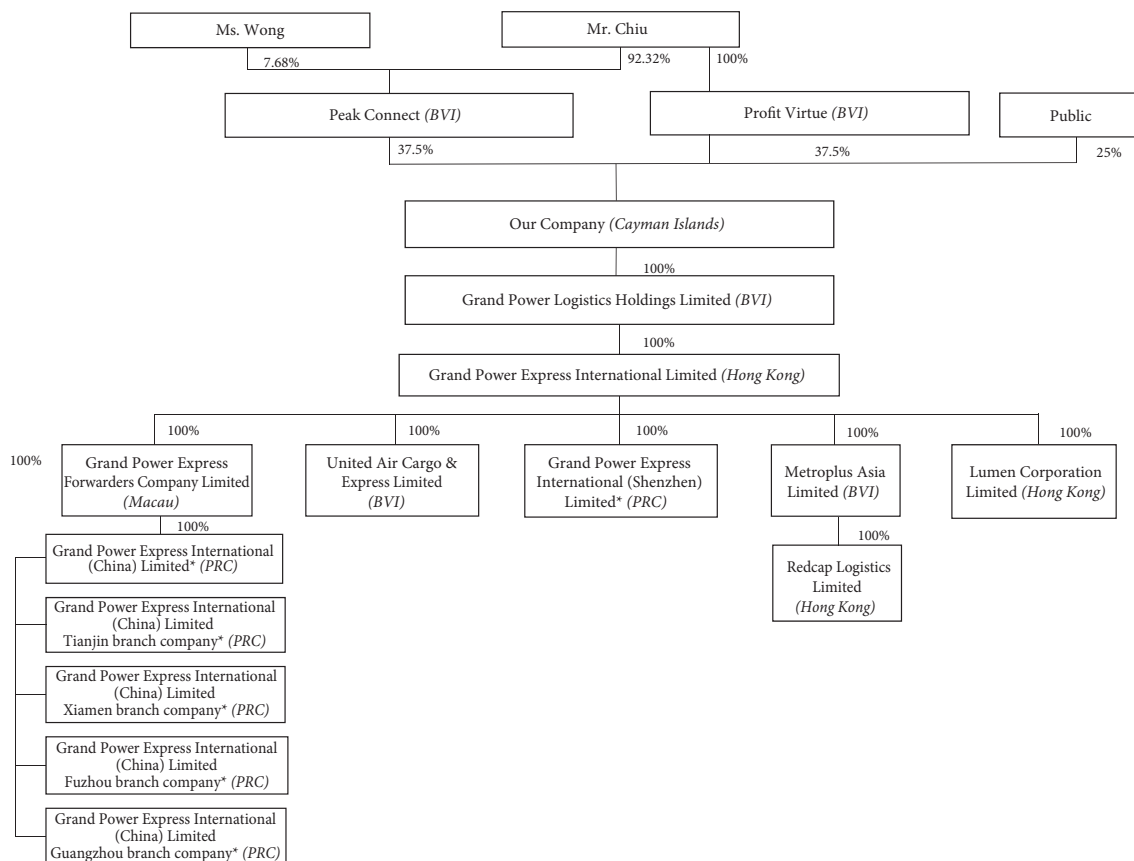 Ms. Wong
Mr. Chiu
7.68%
92.32%
100%
Peak Connect (BVI)
Profit Virtue (BVI)
Public
37.5%
37.5%
25%
Our Company (Cayman Islands)
100%
Grand Power Logistics Holdings Limited (BVI)
100%
Grand Power Express International Limited (Hong Kong)
100%
100%
100%
100%
100%
100%
Grand Power Express
Forwarders Company Limited
(Macau)
United Air Cargo &
Express Limited
(BVI)
Grand Power Express
International (Shenzhen)
Limited* (PRC)
Metroplus Asia
Limited (BVI)
Lumen Corporation
Limited (Hong Kong)
100%
100%
Grand Power Express International
(China) Limited* (PRC)
Redcap Logistics
Limited
(Hong Kong)
Grand Power Express International
(China) Limited
Tianjin branch company* (PRC)
Grand Power Express International
(China) Limited
Xiamen branch company* (PRC)
Grand Power Express International
(China) Limited
Fuzhou branch company* (PRC)
Grand Power Express International
(China) Limited
Guangzhou branch company* (PRC)